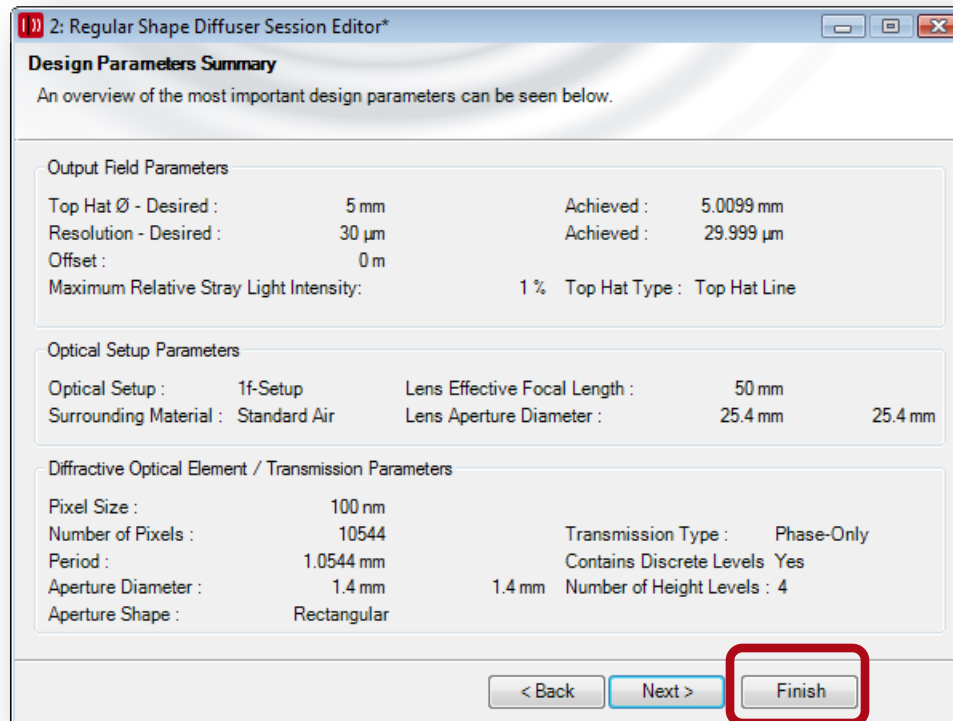 2: Regular Shape Diffuser Session Editor*
Design Parameters Summary
An overview of the most important design parameters can be seen below.
Output Field Parameters
Top Hat Ø - Desired : 5 mm Achieved : 5.0099 mm
Resolution - Desired : 30 µm Achieved : 29.999 µm
Offset : 0 m
Maximum Relative Stray Light Intensity: 1 % Top Hat Type : Top Hat Line
Optical Setup Parameters
Optical Setup : 1f-Setup Lens Effective Focal Length : 50 mm
Surrounding Material : Standard Air Lens Aperture Diameter : 25.4 mm 25.4 mm
Diffractive Optical Element / Transmission Parameters
Pixel Size : 100 nm
Number of Pixels : 10544 Transmission Type : Phase-Only
Period : 1.0544 mm Contains Discrete Levels Yes
Aperture Diameter : 1.4 mm 1.4 mm Number of Height Levels : 4
Aperture Shape : Rectangular
< Back Next > Finish